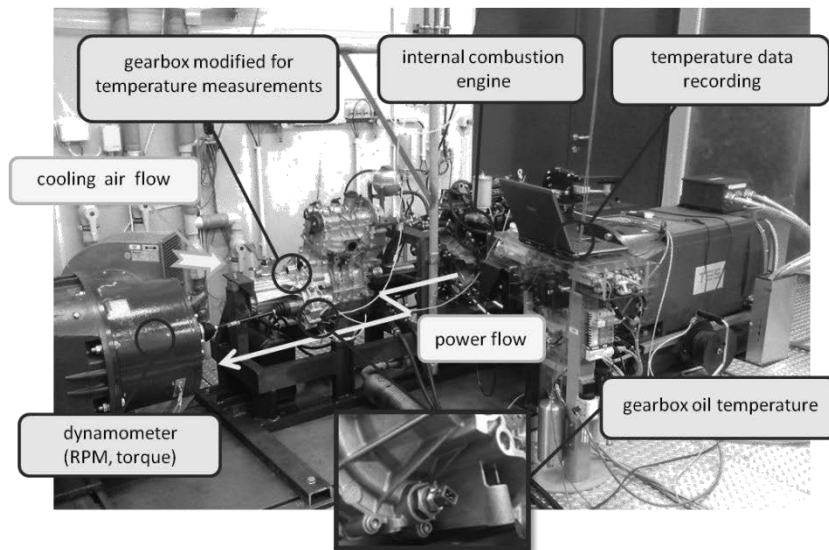 gearbox modified for
temperature measurements
internal combustion
engine
temperature data
recording
cooling air flow
power flow
gearbox oil temperature
dynamometer
(RPM, torque)